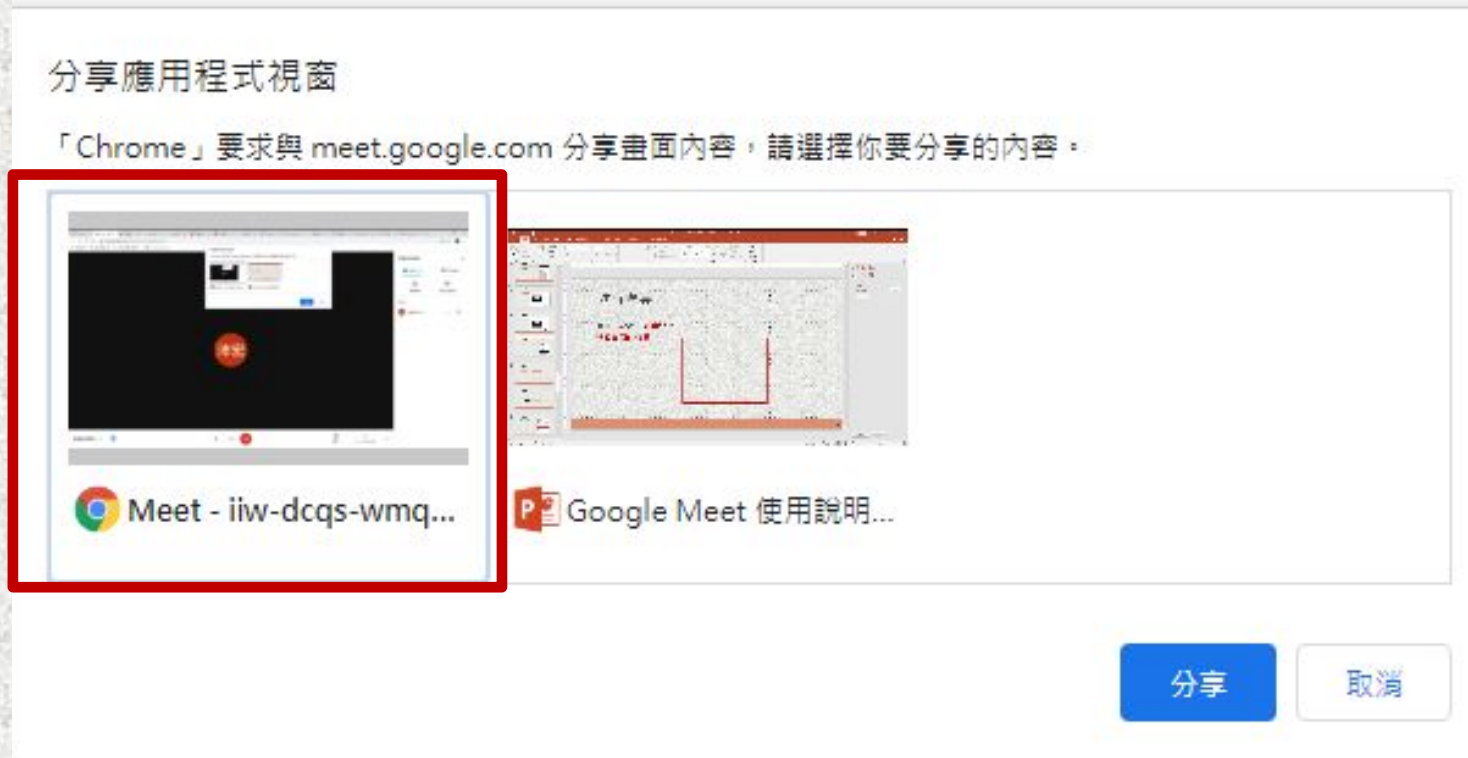 分享應用程式視窗
「Chrome」要求與 meet.google.com 分享畫面內容，請選擇你要分享的內容。
Meet - iiw-dcqs-wmq...
Google Meet 使用說明...
分享
取消